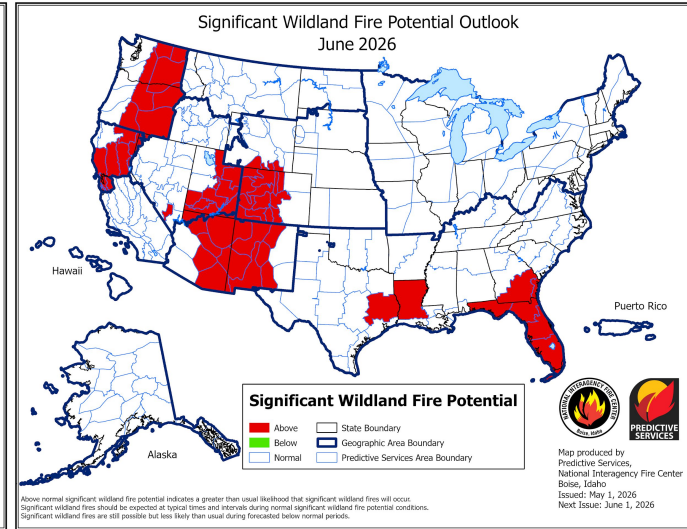 Significant Wildland Fire Potential Outlook
June 2026
Hawaii
Puerto Rico
Alaska
Significant Wildland Fire Potential
Above
State Boundary
Below
Geographic Area Boundary
Normal
Predictive Services Area Boundary
NATIONAL INTERAGENCY FIRE CENTER
Boise, Idaho
PREDICTIVE
SERVICES
Map produced by
Predictive Services,
National Interagency Fire Center
Boise, Idaho
Issued: May 1, 2026
Next Issue: June 1, 2026
Above normal significant wildland fire potential indicates a greater than usual likelihood that significant wildland fires will occur.
Significant wildland fires should be expected at typical times and intervals during normal significant wildland fire potential conditions.
Significant wildland fires are still possible but less likely than usual during forecasted below normal periods.